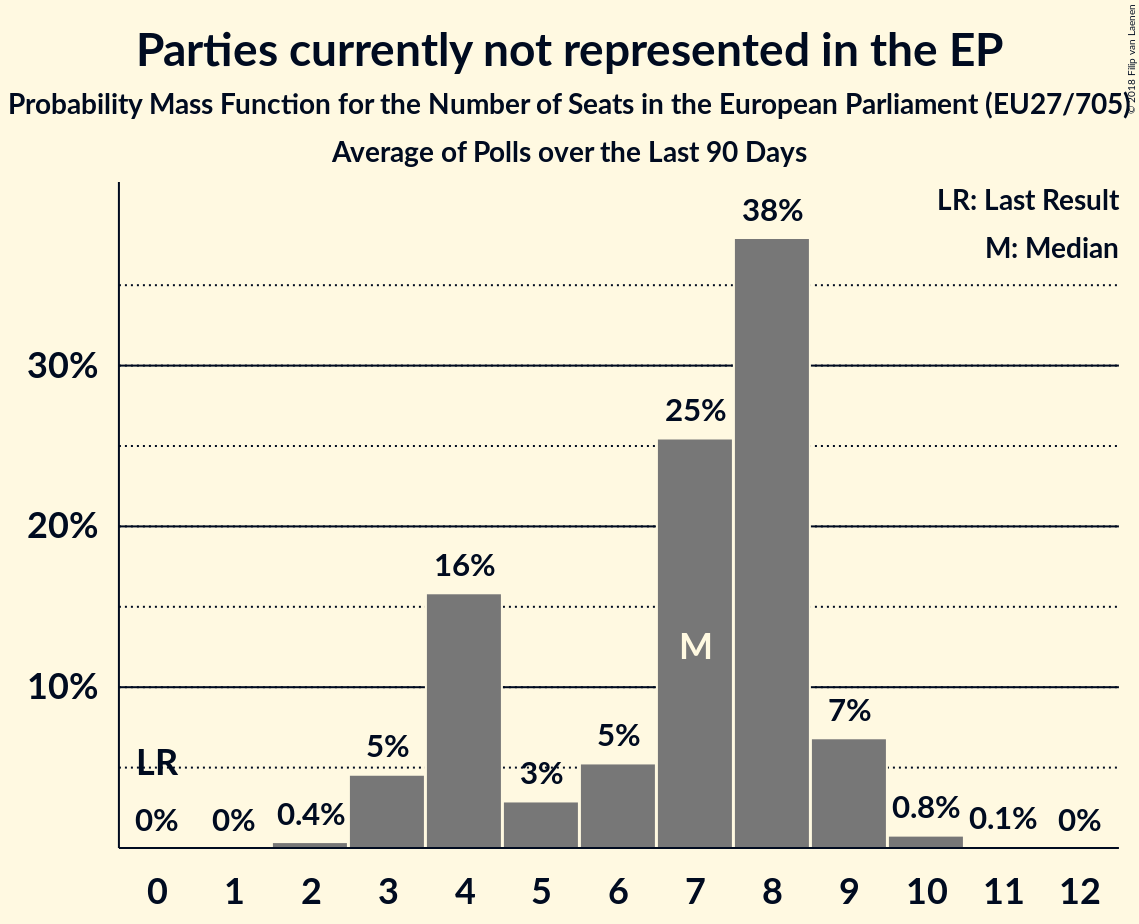 Parties currently not represented in the EP
Probability Mass Function for the Number of Seats in the European Parliament (EU27/705)
Average of Polls over the Last 90 Days
© 2018 Filip van Laenen
LR: Last Result
M: Median
38%
30%
25%
20%
16%
M
10%
7%
5%
5%
LR
3%
0%
0%
0.4%
0.8%
0.1%
0%
0 1 2 3 4 5 6 7 8 9 10 11 12